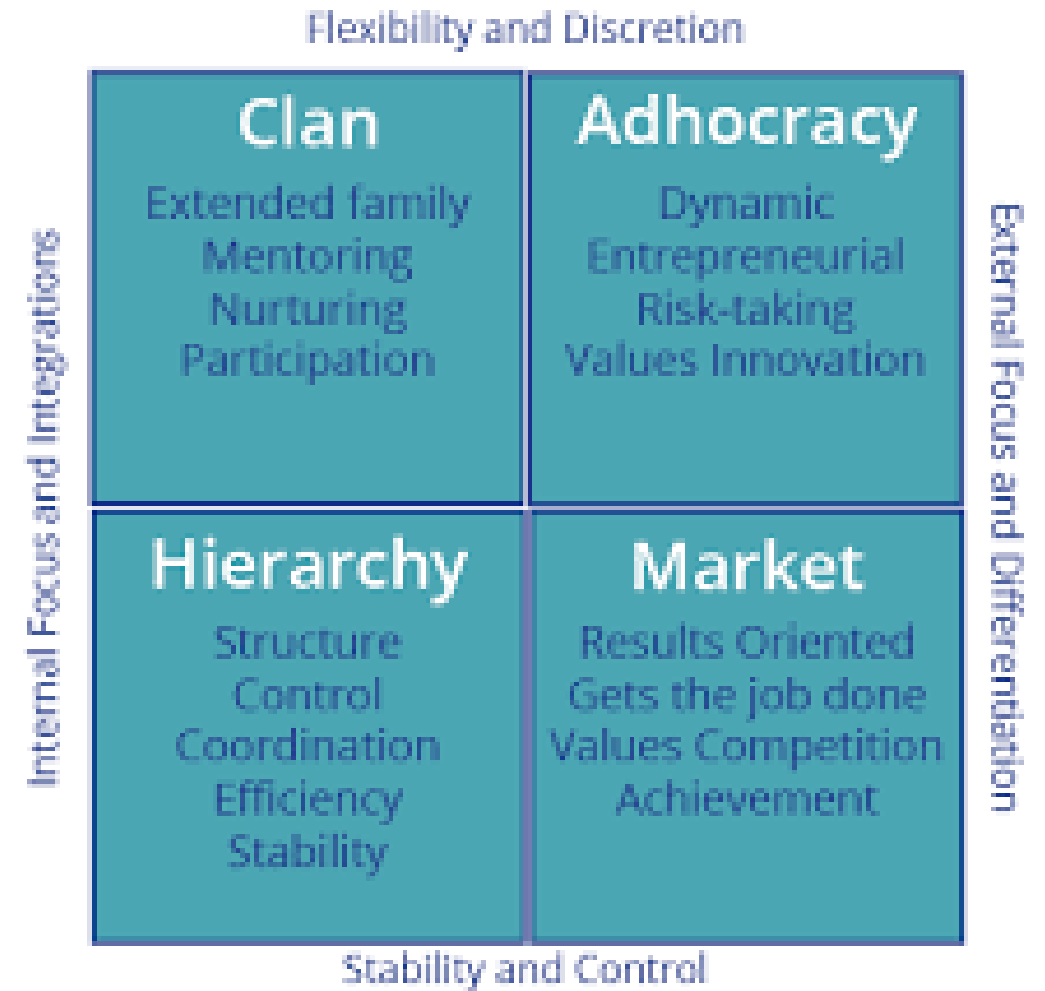 Flexibility and Discretion
Internal Focus and Integrations
Clan
Extended family
Mentoring
Nurturing
Participation
Adhocracy
Dynamic
Entrepreneurial
Risk-taking
Values Innovation
External Focus and Differentiation
Hierarchy
Structure
Control
Coordination
Efficiency
Stability
Market
Results Oriented
Gets the job done
Values Competition
Achievement
Stability and Control